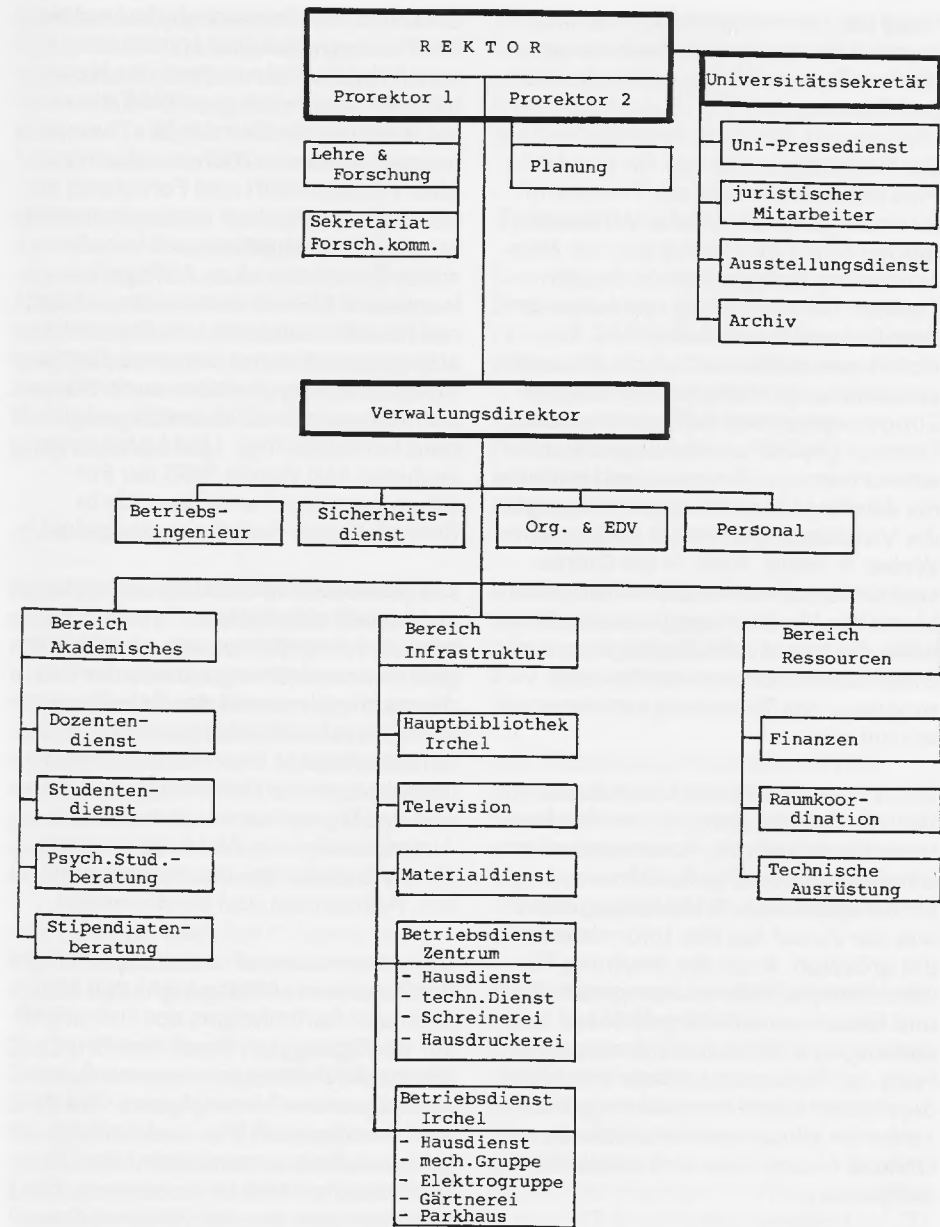 REKTOR
Prorektor 1
Prorektor 2
Universitätssekretär
Lehre &
Forschung
Sekretariat
Forsch.komm.
Planung
Uni-Pressedienst
juristischer
Mitarbeiter
Ausstellungsdienst
Archiv
Verwaltungsdirektor
Betriebs-
ingenieur
Sicherheits-
dienst
Org. & EDV
Personal
Bereich
Akademisches
Dozenten-
dienst
Studenten-
dienst
Psych.Stud.-
beratung
Stipendiaten-
beratung
Bereich
Infrastruktur
Hauptbibliothek
Irchel
Television
Materialdienst
Betriebsdienst
Zentrum
- Hausdienst
- techn.Dienst
- Schreinerei
- Hausdruckerei
Betriebsdienst
Irchel
- Hausdienst
- mech.Gruppe
- Elektrogruppe
- Gärtnerei
- Parkhaus
Bereich
Ressourcen
Finanzen
Raumkoor-
dination
Technische
Ausrüstung